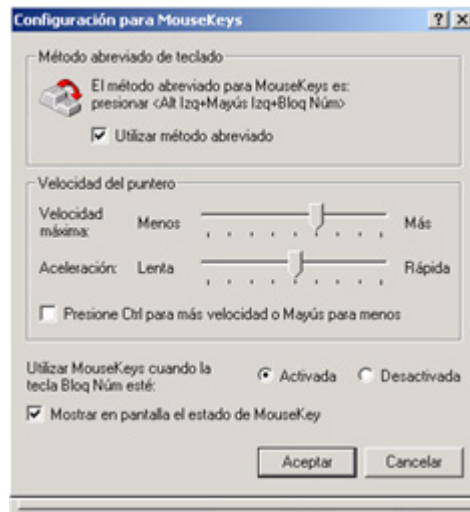 Configuración para MouseKeys
Método abreviado de teclado
El método abreviado para MouseKeys es:
presionar <Alt Izq+Mayús Izq+Bloq Núm>
Utilizar método abreviado
Velocidad del puntero
Velocidad máxima: Menos Más
Aceleración: Lenta Rápida
Presione Ctrl para más velocidad o Mayús para menos
Utilizar MouseKeys cuando la
tecla Bloq Núm esté: Activada Desactivada
Mostrar en pantalla el estado de MouseKey
Aceptar Cancelar